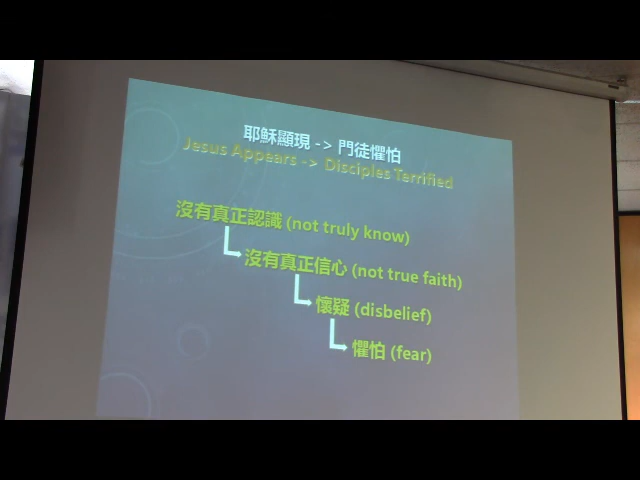 耶穌顯現 -> 門徒懼怕
Jesus Appears -> Disciples Terrified
沒有真正認識 (not truly know)
沒有真正信心 (not true faith)
懷疑 (disbelief)
懼怕 (fear)